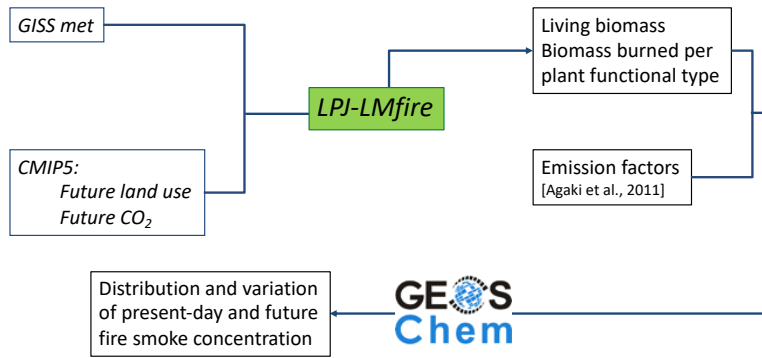 GISS met
CMIP5:
Future land use
Future CO₂
LPJ-LMfire
Living biomass
Biomass burned per
plant functional type
Emission factors
[Agaki et al., 2011]
GEOS
Chem
Distribution and variation
of present-day and future
fire smoke concentration